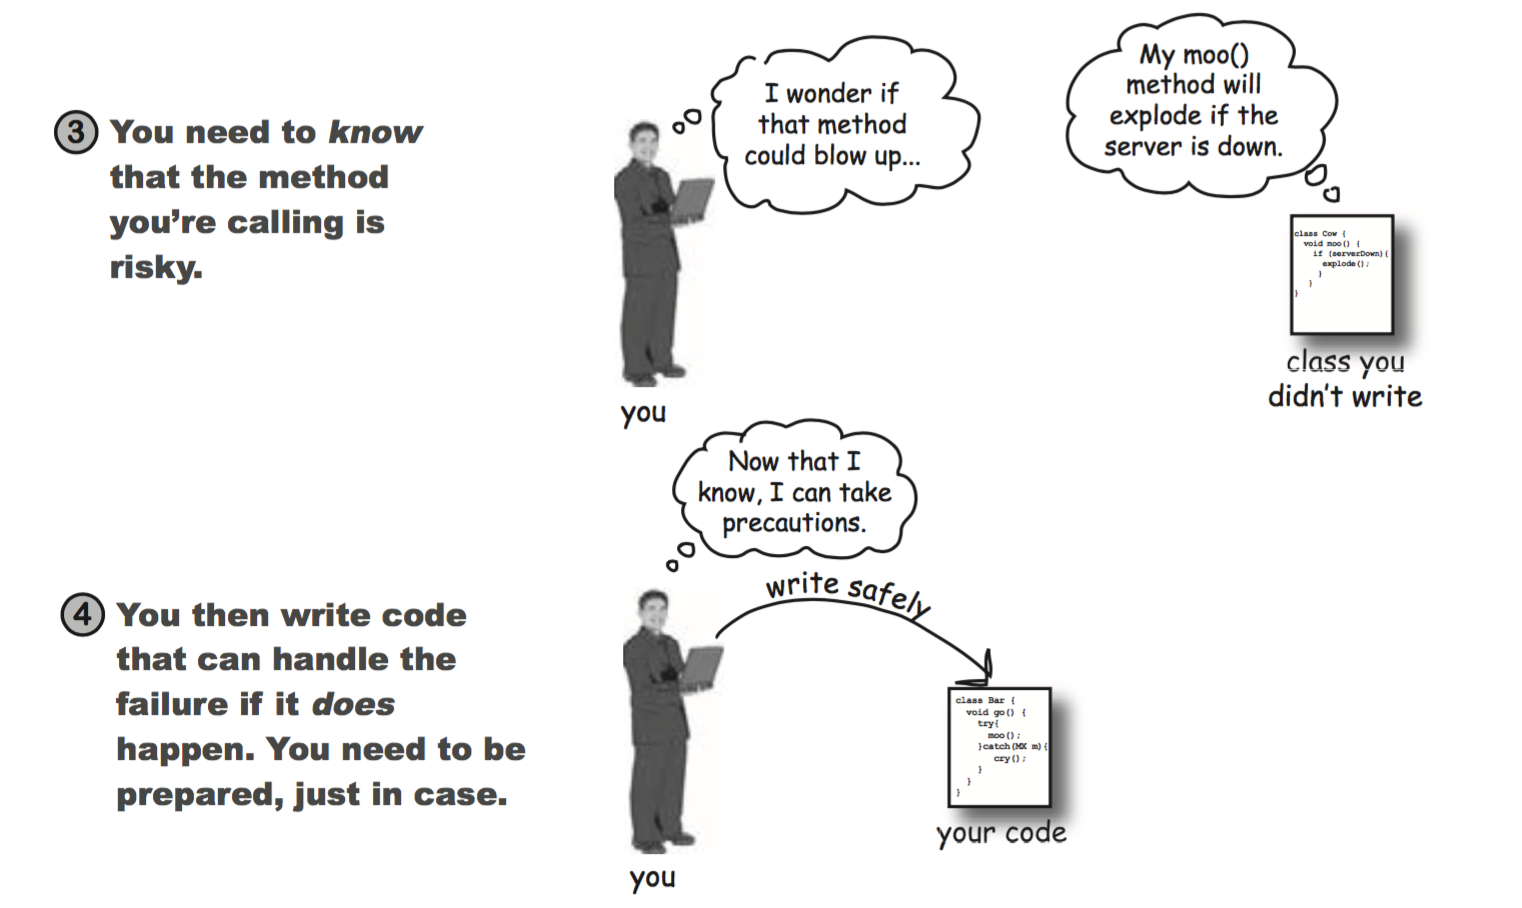 3 You need to know
that the method
you're calling is
risky.
I wonder if
that method
could blow up...
My moo()
method will
explode if the
server is down.
class Cow {
void moo() {
if (serverDown){
explode();
}
}
}
class you
didn't write
you
4 You then write code
that can handle the
failure if it does
happen. You need to be
prepared, just in case.
Now that I
know, I can take
precautions.
write safely
class Bar {
void go() {
try{
moo();
}catch(MX m){
cry();
}
}
}
your code
you